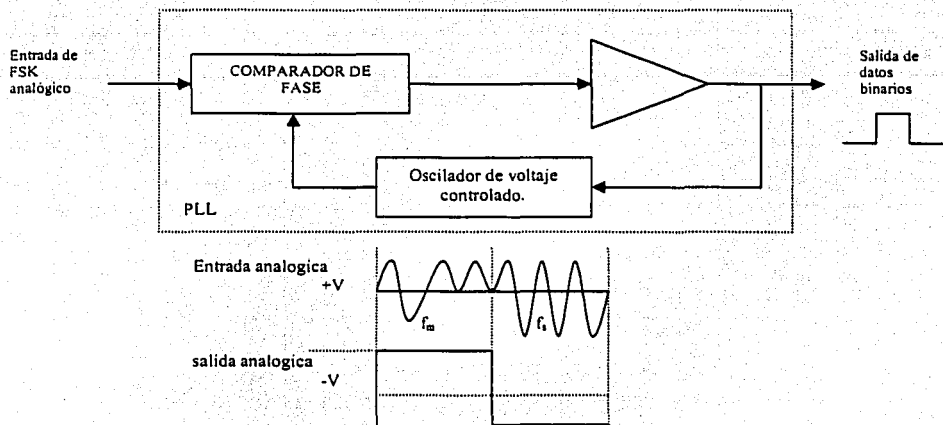 Entrada de
FSK
analógico
COMPARADOR DE
FASE
Salida de
datos
binarios
Oscilador de voltaje
controlado.
PLL
Entrada analogica
+V
fm
fs
salida analogica
-V